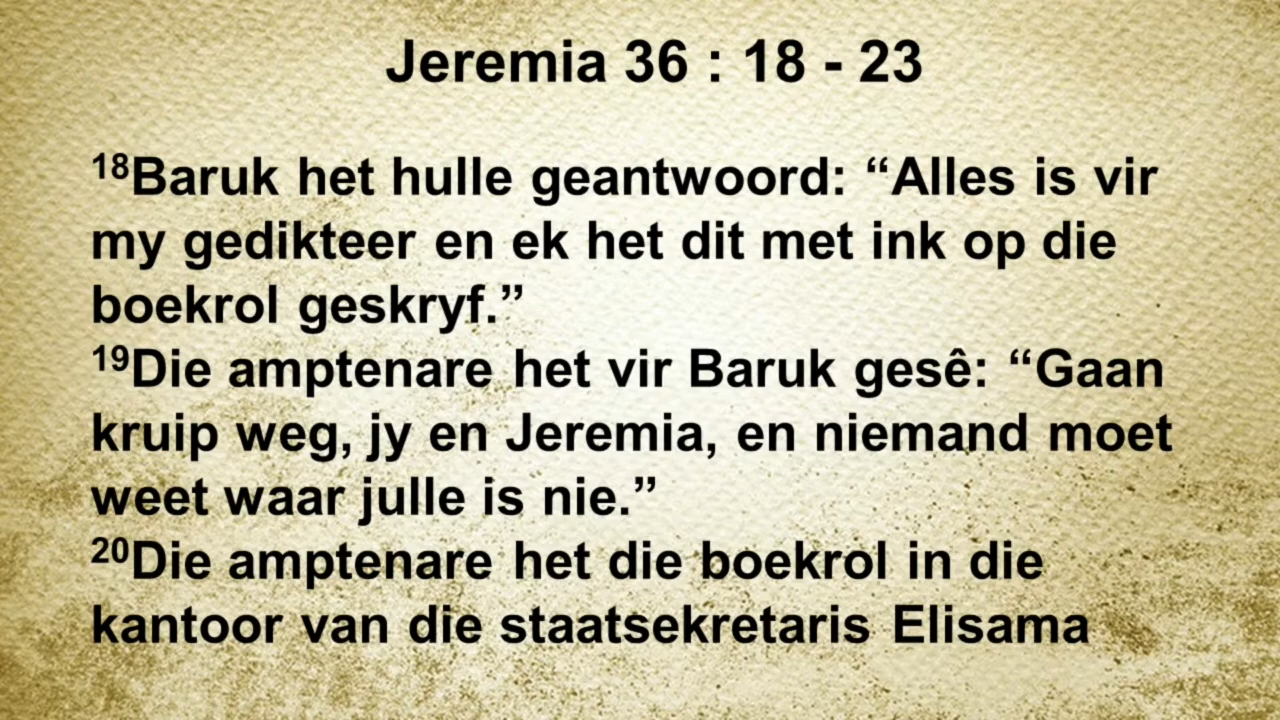 Jeremia 36 : 18 - 23
18Baruk het hulle geantwoord: “Alles is vir
my gedikteer en ek het dit met ink op die
boekrol geskryf.”
19Die amptenare het vir Baruk gesê: “Gaan
kruip weg, jy en Jeremia, en niemand moet
weet waar julle is nie.”
20Die amptenare het die boekrol in die
kantoor van die staatsekretaris Elisama